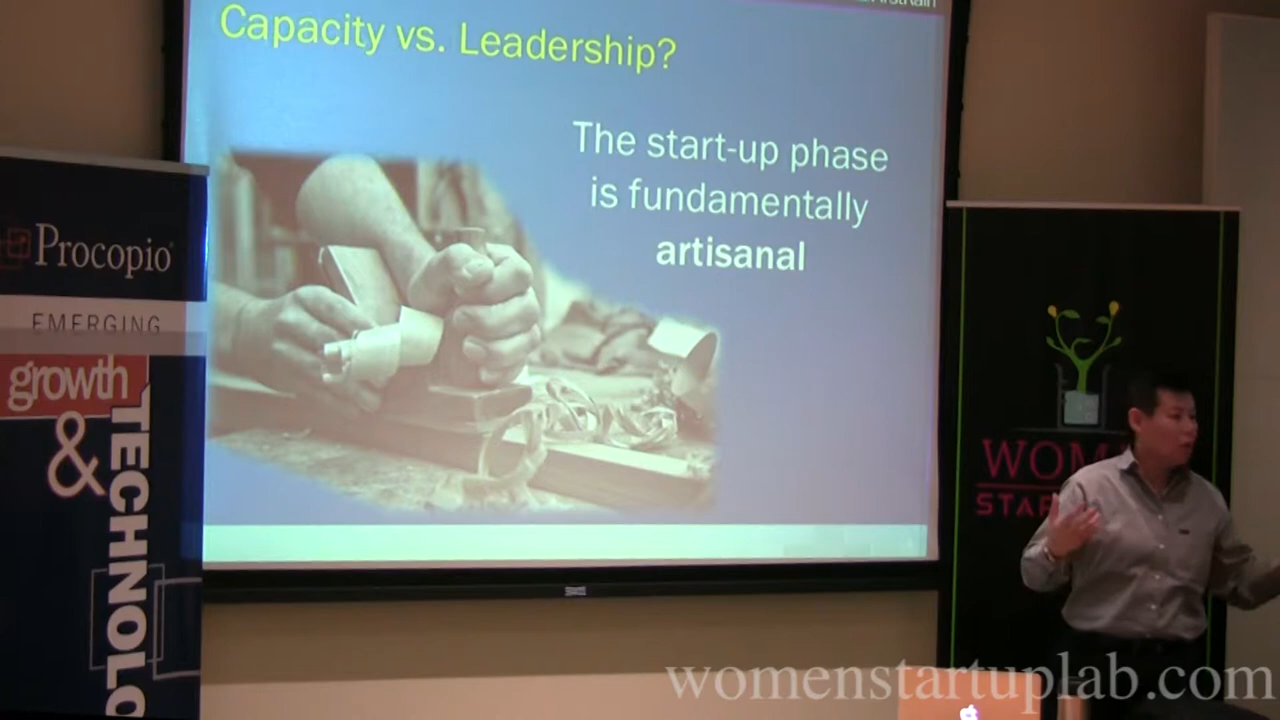 Capacity vs. Leadership?
The start-up phase
is fundamentally
artisanal
Procopio
EMERGING
growth
&
TECHNOLO
WOM
STAR
womenstartuplab.com